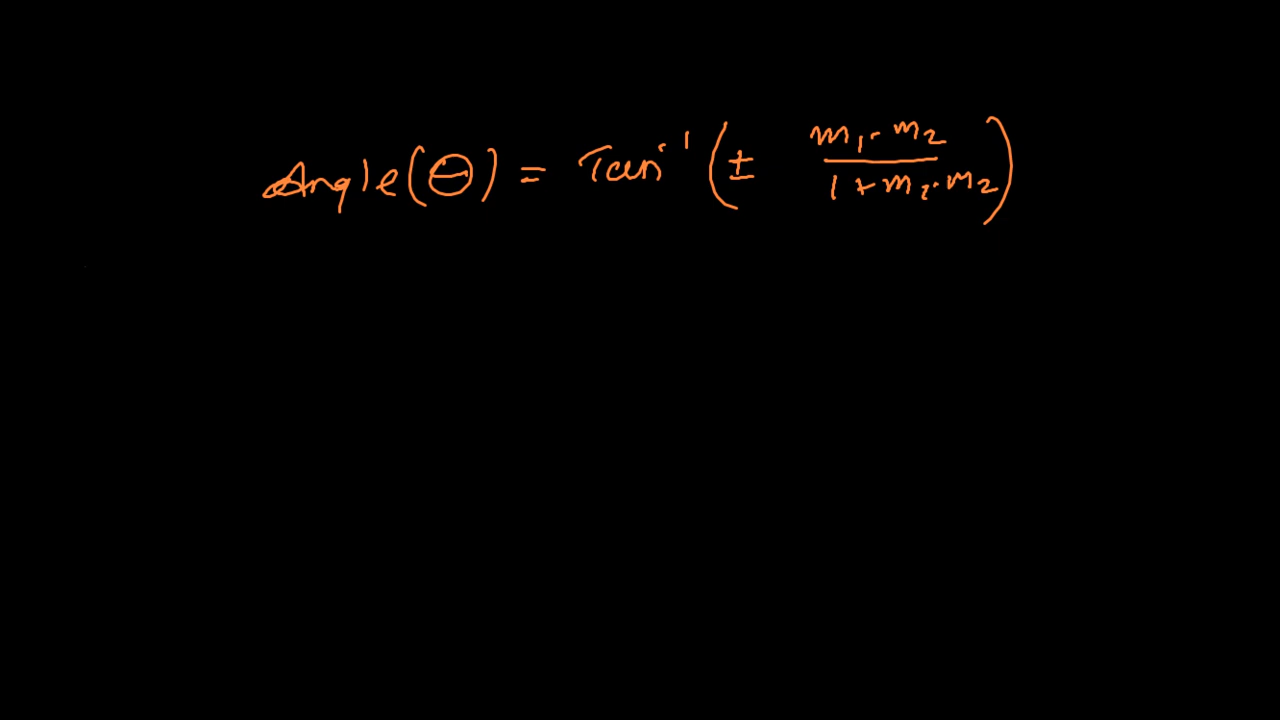 Angle(θ) = Tan⁻¹ (± m₁·m₂ / 1+m₁·m₂)